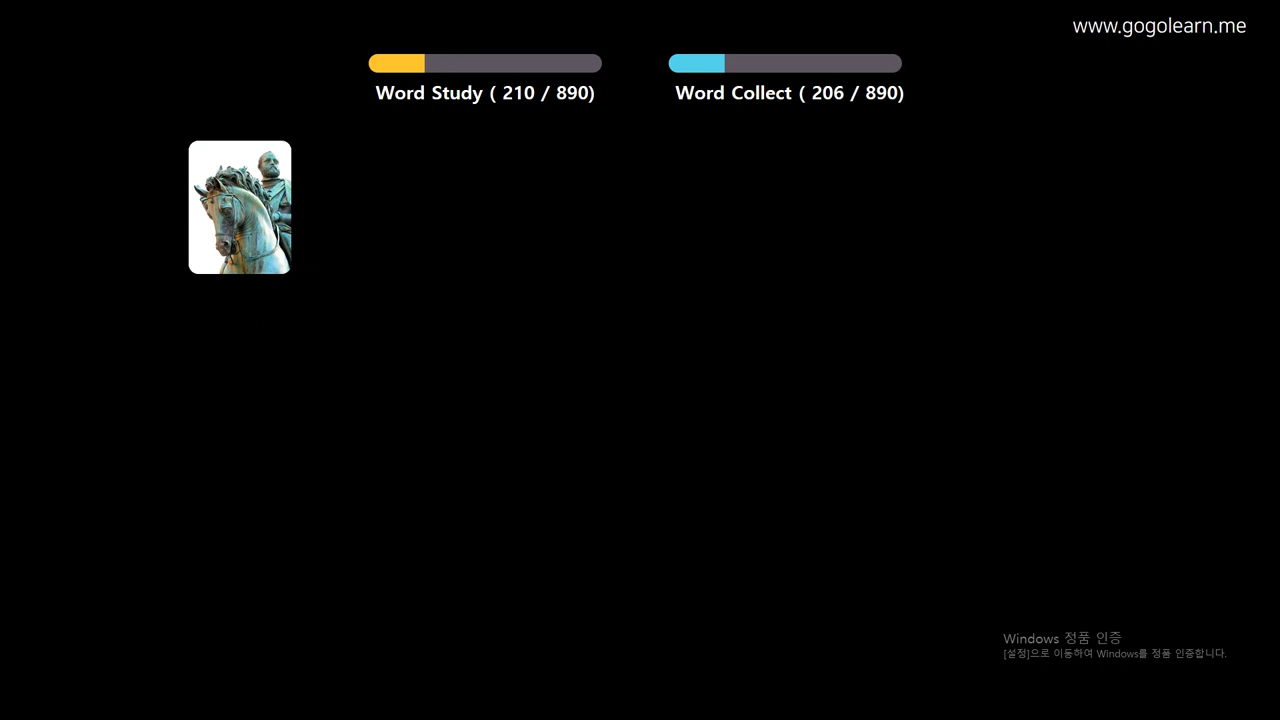 www.gogolearn.me
Word Study ( 210 / 890)
Word Collect ( 206 / 890)
Windows 정품 인증
[설정]으로 이동하여 Windows를 정품 인증합니다.